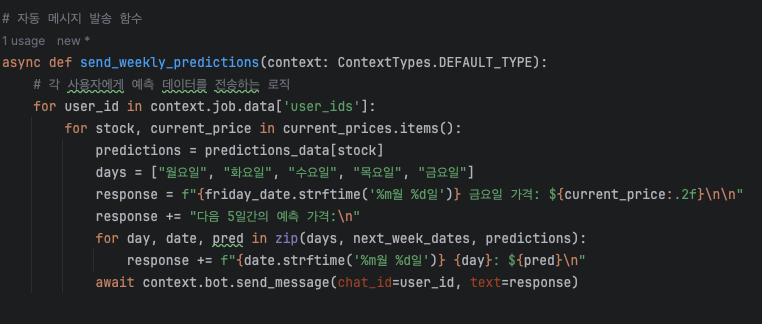 # 자동 메시지 발송 함수
1 usage new *
async def send_weekly_predictions(context: ContextTypes.DEFAULT_TYPE):
    # 각 사용자에게 예측 데이터를 전송하는 로직
    for user_id in context.job.data['user_ids']:
        for stock, current_price in current_prices.items():
            predictions = predictions_data[stock]
            days = ["월요일", "화요일", "수요일", "목요일", "금요일"]
            response = f"{friday_date.strftime('%m월 %d일')} 금요일 가격: ${current_price:.2f}\n\n"
            response += "다음 5일간의 예측 가격:\n"
            for day, date, pred in zip(days, next_week_dates, predictions):
                response += f"{date.strftime('%m월 %d일')} {day}: ${pred}\n"
            await context.bot.send_message(chat_id=user_id, text=response)